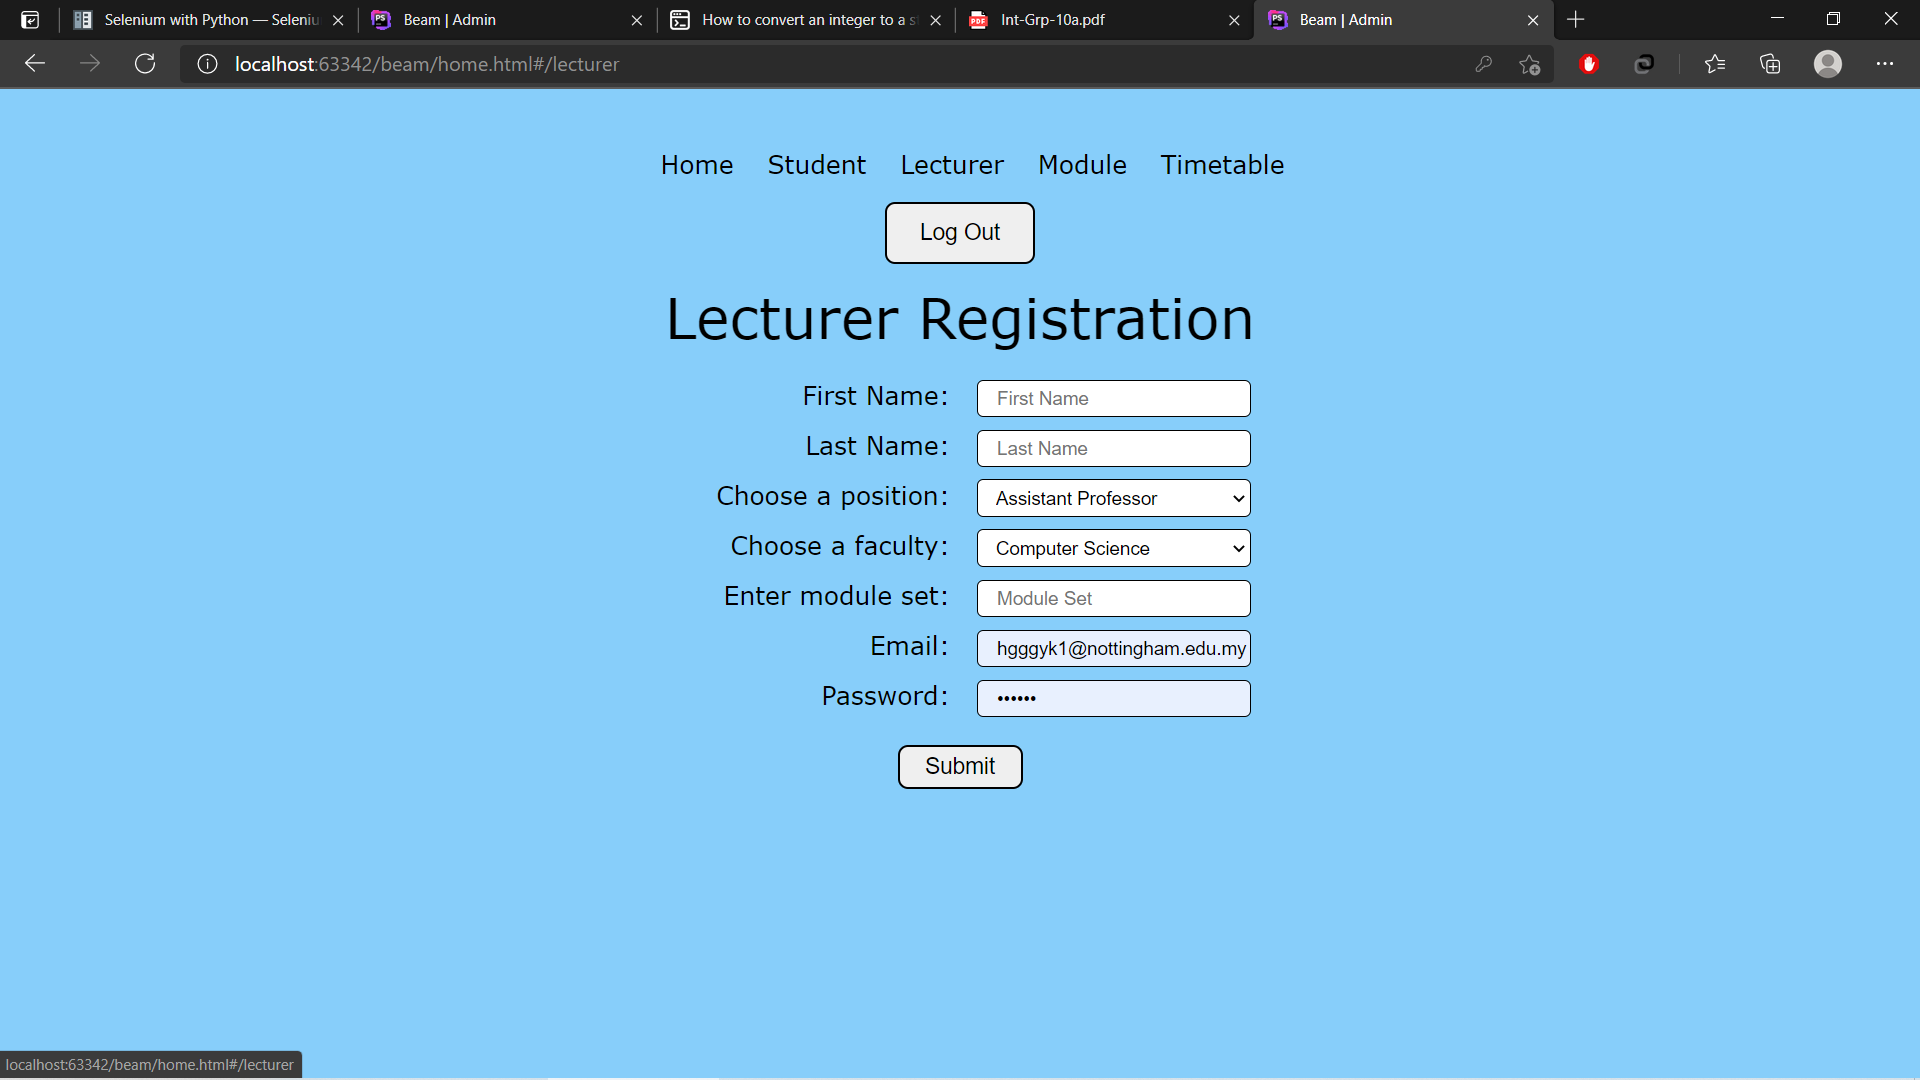 Selenium with Python — Seleniu
Beam | Admin
How to convert an integer to a s
Int-Grp-10a.pdf
Beam | Admin
localhost:63342/beam/home.html#/lecturer
Home Student Lecturer Module Timetable
Log Out
Lecturer Registration
First Name: First Name
Last Name: Last Name
Choose a position: Assistant Professor
Choose a faculty: Computer Science
Enter module set: Module Set
Email: hgggyk1@nottingham.edu.my
Password: ••••••
Submit
localhost:63342/beam/home.html#/lecturer